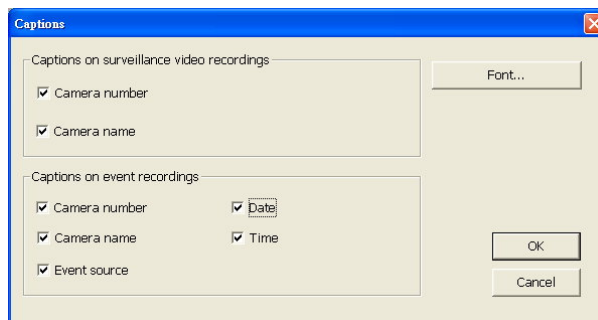 Captions
Captions on surveillance video recordings
Font...
Camera number
Camera name
Captions on event recordings
Camera number
Date
Camera name
Time
Event source
OK
Cancel